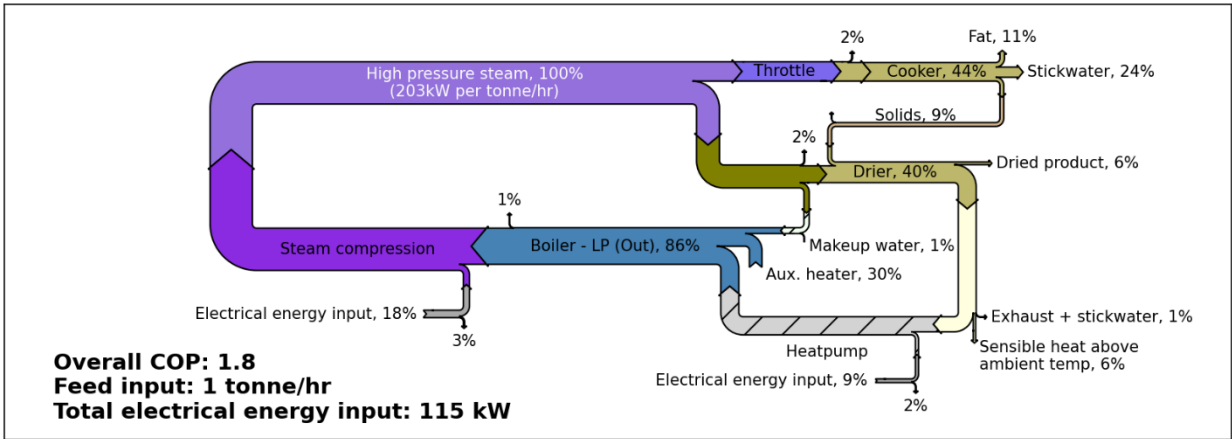 2%
Fat, 11%
High pressure steam, 100%
(203kW per tonne/hr)
Throttle
Cooker, 44%
Stickwater, 24%
Solids, 9%
2%
Drier, 40%
Dried product, 6%
1%
Steam compression
Boiler - LP (Out), 86%
Makeup water, 1%
Aux. heater, 30%
Electrical energy input, 18%
3%
Exhaust + stickwater, 1%
Heatpump
Sensible heat above
ambient temp, 6%
Electrical energy input, 9%
2%
Overall COP: 1.8
Feed input: 1 tonne/hr
Total electrical energy input: 115 kW